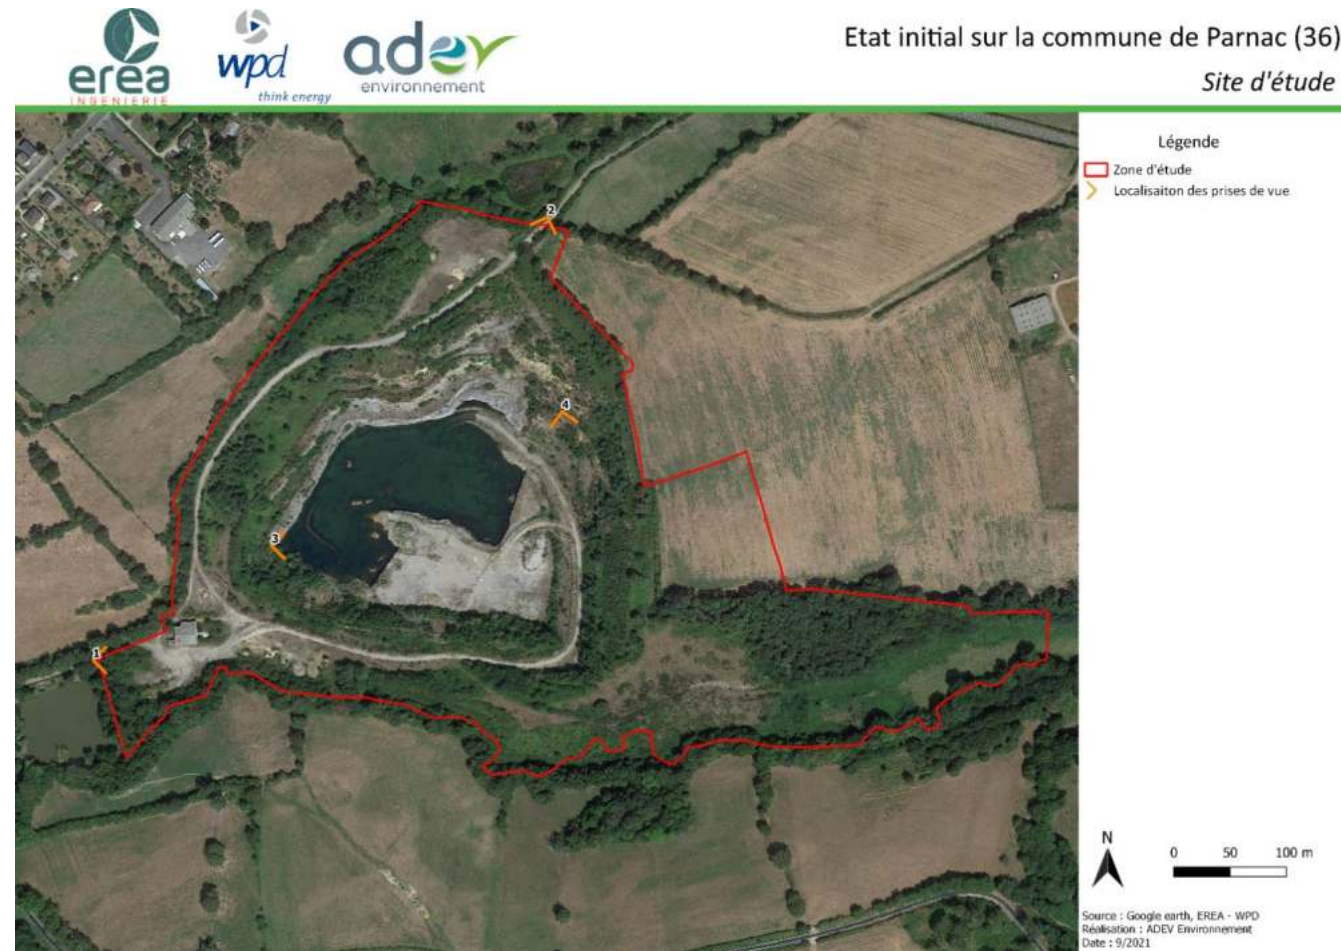 erea
INGENIERIE
wpd
think energy
adev
environnement
Etat initial sur la commune de Parnac (36)
Site d'étude
Légende
Zone d'étude
Localisaiton des prises de vue
2
4
3
1
N
0 50 100 m
Source : Google earth, EREA - WPD
Réalisation : ADEV Environnement
Date : 9/2021